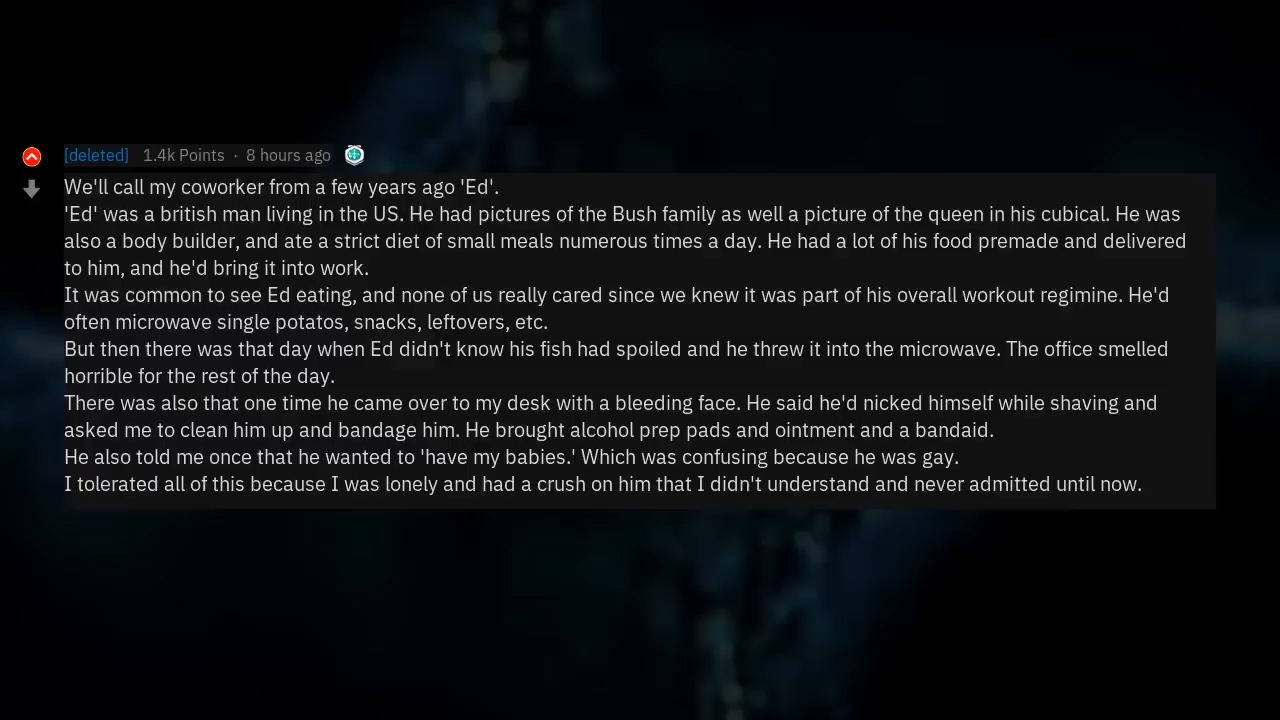 [deleted] 1.4k Points · 8 hours ago
We'll call my coworker from a few years ago 'Ed'.
'Ed' was a british man living in the US. He had pictures of the Bush family as well a picture of the queen in his cubical. He was
also a body builder, and ate a strict diet of small meals numerous times a day. He had a lot of his food premade and delivered
to him, and he'd bring it into work.
It was common to see Ed eating, and none of us really cared since we knew it was part of his overall workout regimine. He'd
often microwave single potatos, snacks, leftovers, etc.
But then there was that day when Ed didn't know his fish had spoiled and he threw it into the microwave. The office smelled
horrible for the rest of the day.
There was also that one time he came over to my desk with a bleeding face. He said he'd nicked himself while shaving and
asked me to clean him up and bandage him. He brought alcohol prep pads and ointment and a bandaid.
He also told me once that he wanted to 'have my babies.' Which was confusing because he was gay.
I tolerated all of this because I was lonely and had a crush on him that I didn't understand and never admitted until now.